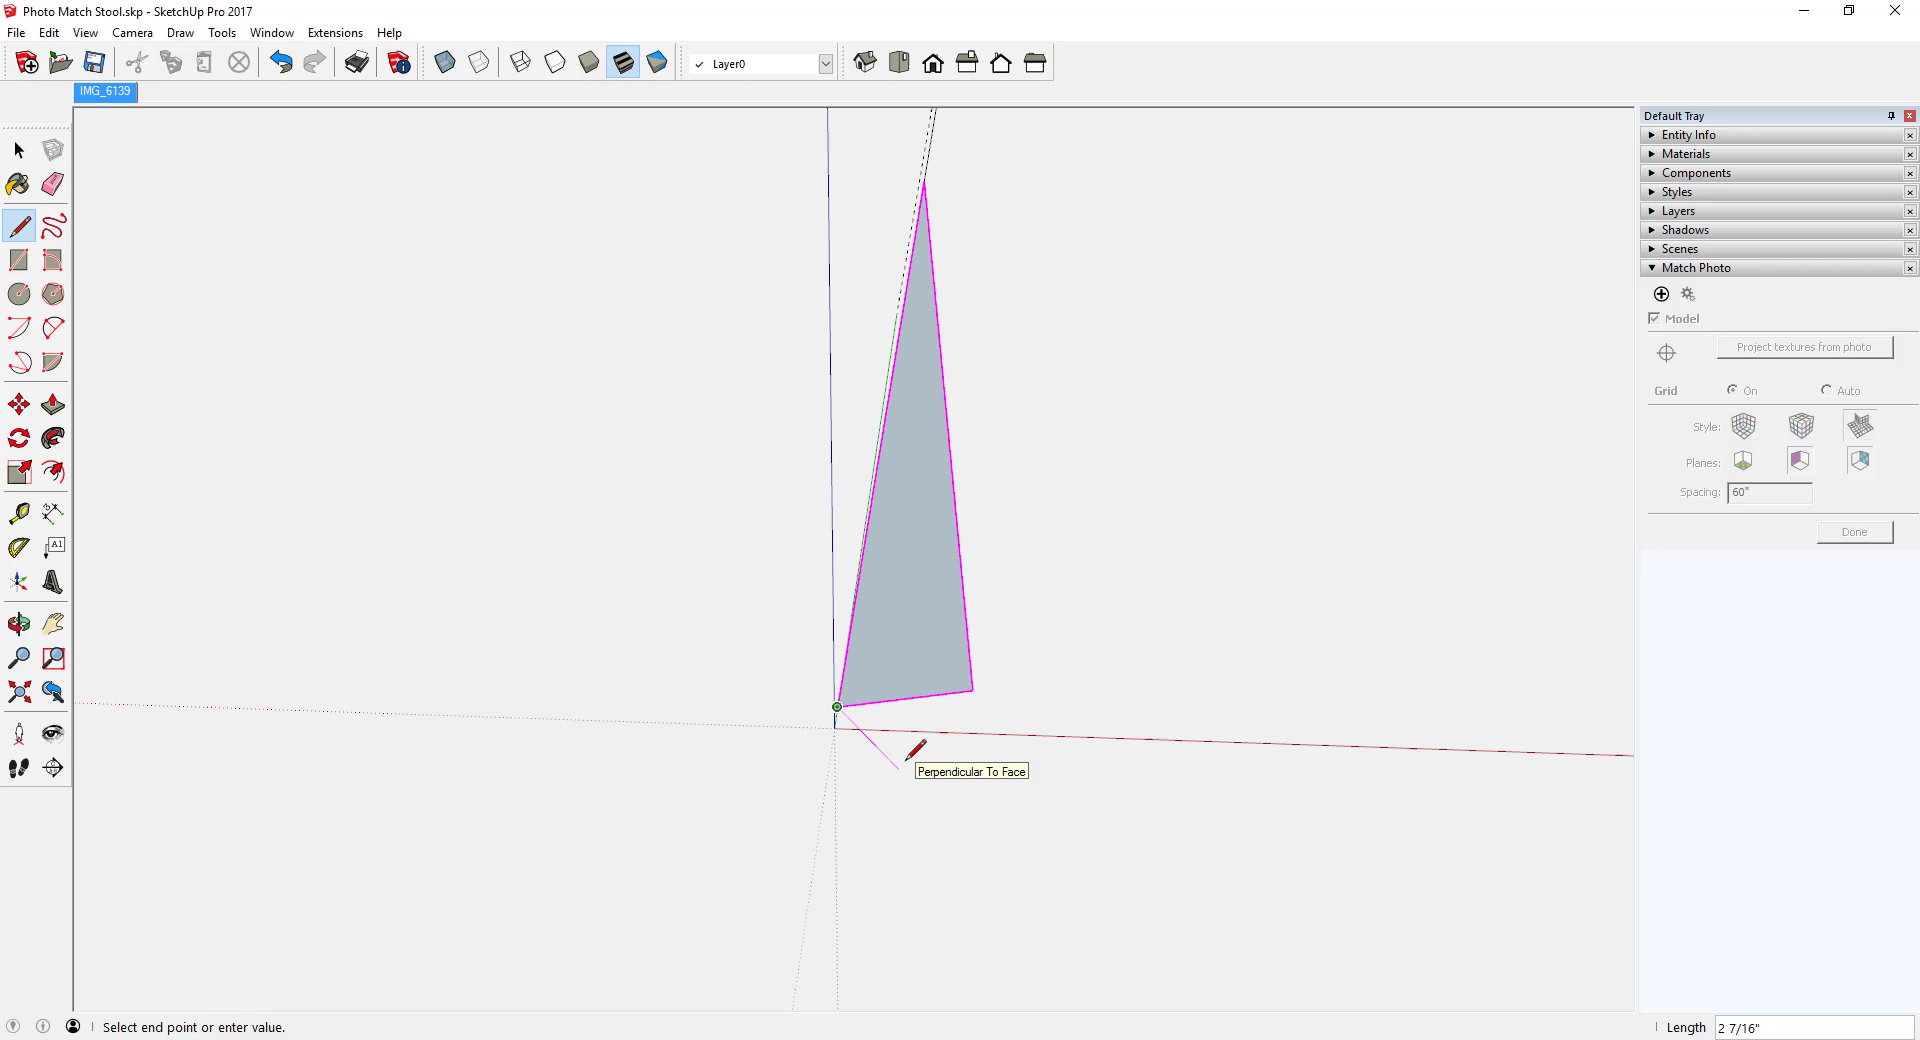 Photo Match Stool.skp - SketchUp Pro 2017
File Edit View Camera Draw Tools Window Extensions Help
Layer0
IMG_6139
Default Tray
Entity Info
Materials
Components
Styles
Layers
Shadows
Scenes
Match Photo
Model
Project textures from photo
Grid On Auto
Style:
Planes:
Spacing: 60"
Done
A1
Perpendicular To Face
Select end point or enter value.
Length 2 7/16"